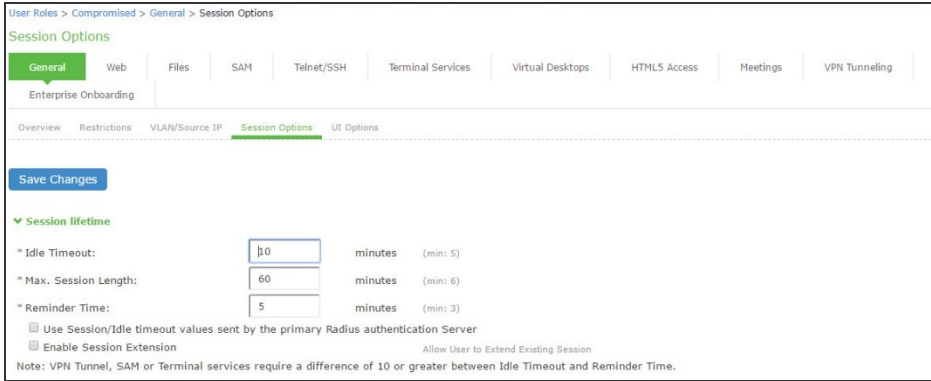 User Roles > Compromised > General > Session Options
Session Options
General Web Files SAM Telnet/SSH Terminal Services Virtual Desktops HTML5 Access Meetings VPN Tunneling
Enterprise Onboarding
Overview Restrictions VLAN/Source IP Session Options UI Options
Save Changes
Session lifetime
* Idle Timeout: 10 minutes (min: 5)
* Max. Session Length: 60 minutes (min: 6)
* Reminder Time: 5 minutes (min: 3)
Use Session/Idle timeout values sent by the primary Radius authentication Server
Enable Session Extension Allow User to Extend Existing Session
Note: VPN Tunnel, SAM or Terminal services require a difference of 10 or greater between Idle Timeout and Reminder Time.